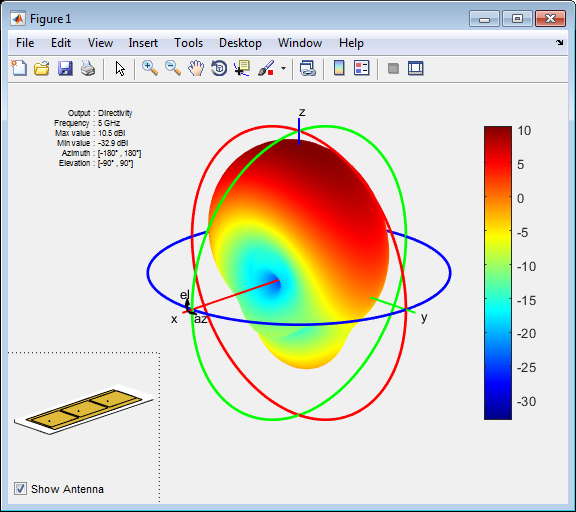 Figure 1
File Edit View Insert Tools Desktop Window Help
Output : Directivity
Frequency : 5 GHz
Max value : 10.5 dBi
Min value : -32.9 dBi
Azimuth : [-180° , 180°]
Elevation : [-90° , 90°]
z
10
5
0
-5
-10
-15
-20
-25
-30
el
x az
y
Show Antenna